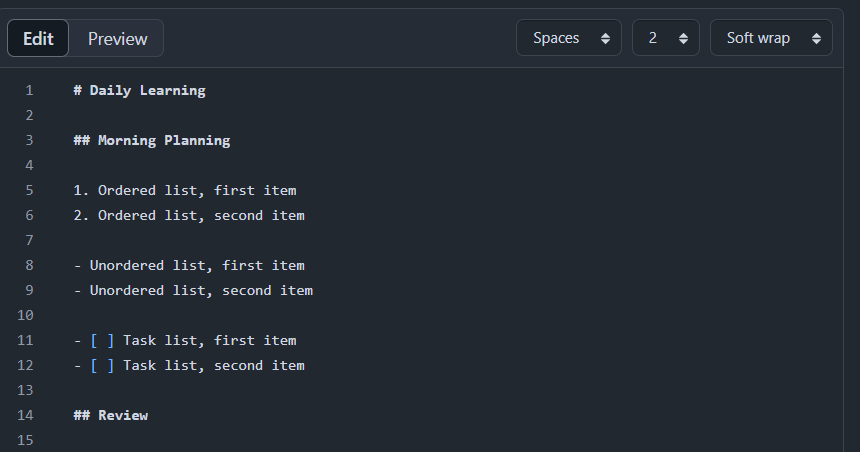 Edit Preview Spaces 2 Soft wrap
1 # Daily Learning
2
3 ## Morning Planning
4
5 1. Ordered list, first item
6 2. Ordered list, second item
7
8 - Unordered list, first item
9 - Unordered list, second item
10
11 - [ ] Task list, first item
12 - [ ] Task list, second item
13
14 ## Review
15